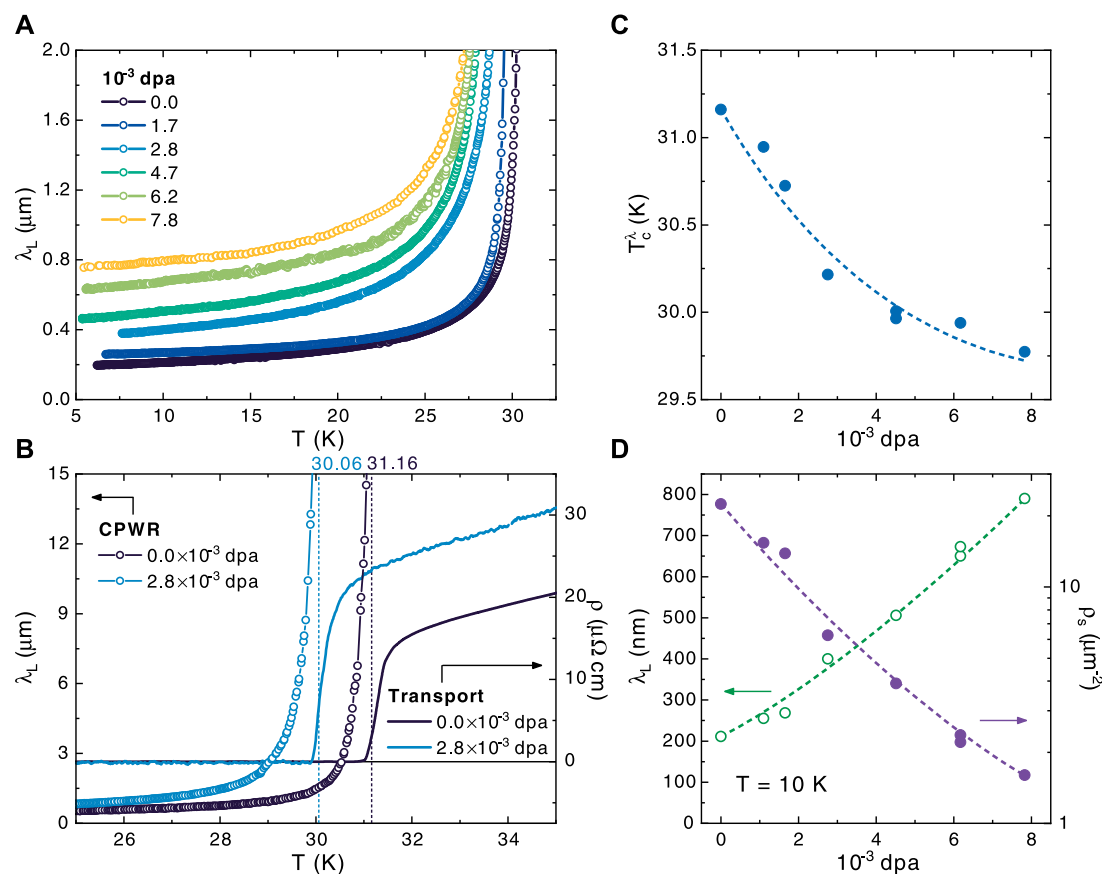 A
2.0
1.6
1.2
0.8
0.4
0.0
λL (μm)
10⁻³ dpa
0.0
1.7
2.8
4.7
6.2
7.8
5
10
15
20
25
30
T (K)
C
31.5
31.0
30.5
30.0
29.5
Tcλ (K)
0
2
4
6
8
10⁻³ dpa
B
30.06
31.16
15
12
9
6
3
0
λL (μm)
CPWR
0.0×10⁻³ dpa
2.8×10⁻³ dpa
30
20
10
0
ρ (μΩ cm)
Transport
0.0×10⁻³ dpa
2.8×10⁻³ dpa
26
28
30
32
34
T (K)
D
800
700
600
500
400
300
200
100
λL (nm)
10
1
ρs (μm⁻²)
T = 10 K
0
2
4
6
8
10⁻³ dpa